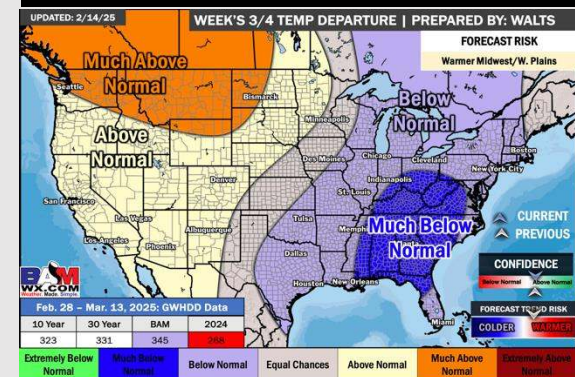 UPDATED: 2/14/25
WEEK'S 3/4 TEMP DEPARTURE | PREPARED BY: WALTS
FORECAST RISK
Warmer Midwest/W. Plains
Much Above
Normal
Seattle
Bismarck
Below
Normal
Minneapolis
Above
Normal
Boston
Des Moines
Chicago
Cleveland
New York City
Denver
Indianapolis
San Francisco
St. Louis
Las Vegas
Tulsa
Memphis
Much Below
Normal
CURRENT
PREVIOUS
Los Angeles
Albuquerque
Atlanta
Phoenix
Dallas
CONFIDENCE
Below Normal
Above Normal
Houston
New Orleans
BAM
WX.COM
Weather. Made. Simple.
Miami
FORECAST TREND RISK
COLDER
WARMER
Feb. 28 – Mar. 13, 2025: GWHDD Data
10 Year 30 Year BAM 2024
323 331 345 268
Extremely Below Normal
Much Below Normal
Below Normal
Equal Chances
Above Normal
Much Above Normal
Extremely Above Normal